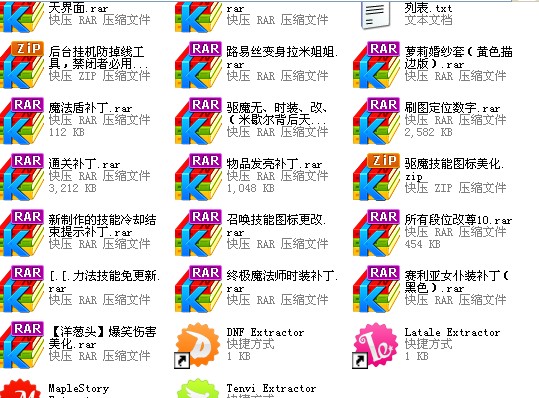 天界面.rar
快压 RAR 压缩文件
.rar
快压 RAR 压缩文件
列表.txt
文本文档
ZIP
后台挂机防掉线工
具,禁闭者必用...
快压 ZIP 压缩文件
RAR
路易丝变身拉米姐姐.
rar
快压 RAR 压缩文件
RAR
萝莉婚纱套(黄色描
边版).rar
快压 RAR 压缩文件
RAR
魔法盾补丁.rar
快压 RAR 压缩文件
112 KB
RAR
驱魔无、时装、改、
(米歇尔背后天...
快压 RAR 压缩文件
RAR
刷图定位数字.rar
快压 RAR 压缩文件
2,582 KB
RAR
通关补丁.rar
快压 RAR 压缩文件
3,212 KB
RAR
物品发亮补丁.rar
快压 RAR 压缩文件
1,048 KB
ZIP
驱魔技能图标美化.
zip
快压 ZIP 压缩文件
RAR
新制作的技能冷却结
束提示补丁.rar
快压 RAR 压缩文件
RAR
召唤技能图标更改.
rar
快压 RAR 压缩文件
RAR
所有段位改尊10.rar
快压 RAR 压缩文件
454 KB
RAR
[.[.力法技能免更新.
rar
快压 RAR 压缩文件
RAR
终极魔法师时装补丁.
rar
快压 RAR 压缩文件
RAR
赛利亚女仆装补丁(
黑色).rar
快压 RAR 压缩文件
RAR
【洋葱头】爆笑伤害
美化.rar
快压 RAR 压缩文件
DNF Extractor
快捷方式
1 KB
Latale Extractor
快捷方式
1 KB
MapleStory
Tenvi Extractor